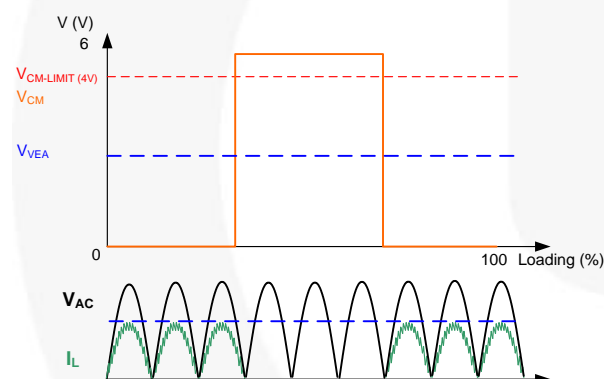 V (V)
6
VCM-LIMIT (4V)
VCM
VVEA
0
100 Loading (%)
VAC
IL